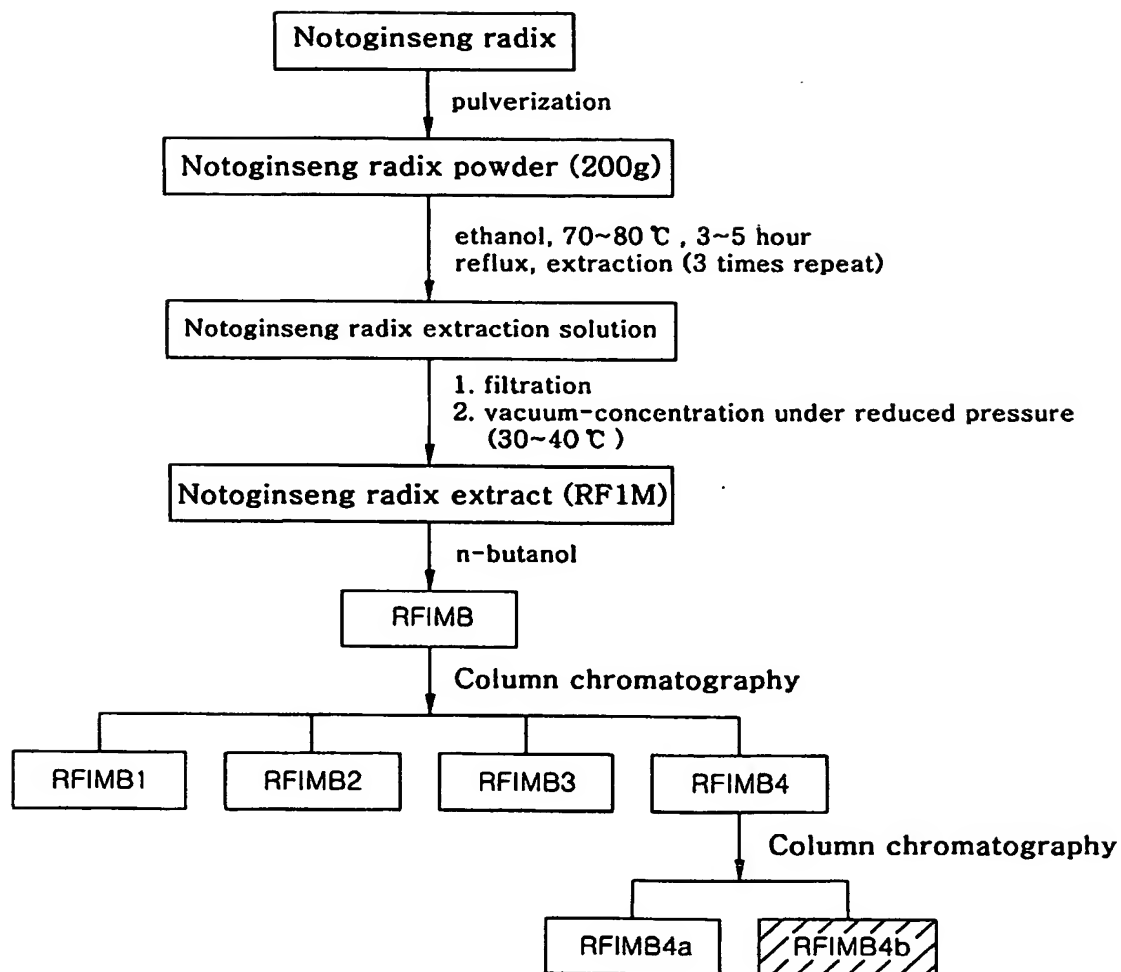 Notoginseng radix
pulverization
Notoginseng radix powder (200g)
ethanol, 70~80℃ , 3~5 hour
reflux, extraction (3 times repeat)
Notoginseng radix extraction solution
1. filtration
2. vacuum-concentration under reduced pressure
(30~40℃ )
Notoginseng radix extract (RF1M)
n-butanol
RFIMB
Column chromatography
RFIMB1 RFIMB2 RFIMB3 RFIMB4
Column chromatography
RFIMB4a RFIMB4b